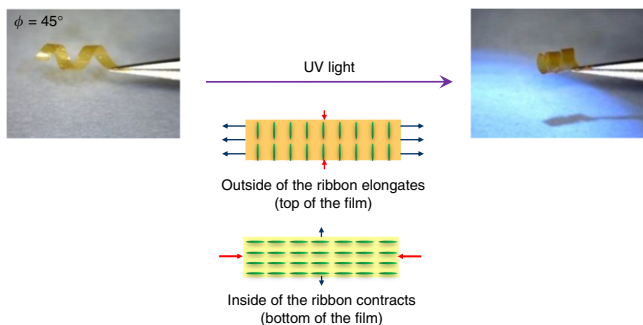 ϕ = 45°
UV light
Outside of the ribbon elongates
(top of the film)
Inside of the ribbon contracts
(bottom of the film)